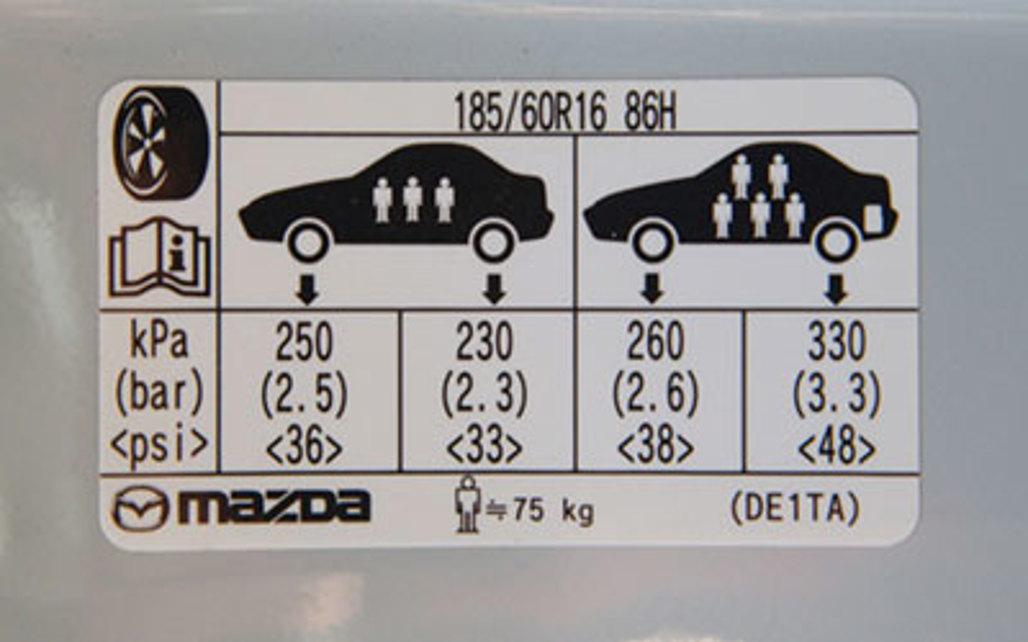 185/60R16 86H
kPa 250 230 260 330
(bar) (2.5) (2.3) (2.6) (3.3)
<psi> <36> <33> <38> <48>
mazda ≒75 kg (DE1TA)